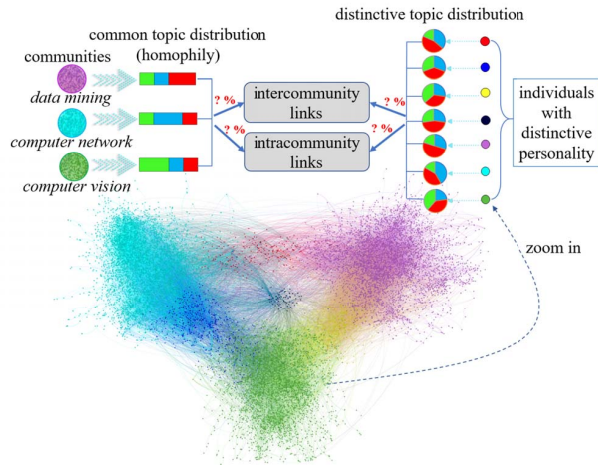 common topic distribution
(homophily)
distinctive topic distribution
communities
data mining
computer network
computer vision
? %
? %
? %
? %
intercommunity
links
intracommunity
links
individuals
with
distinctive
personality
zoom in